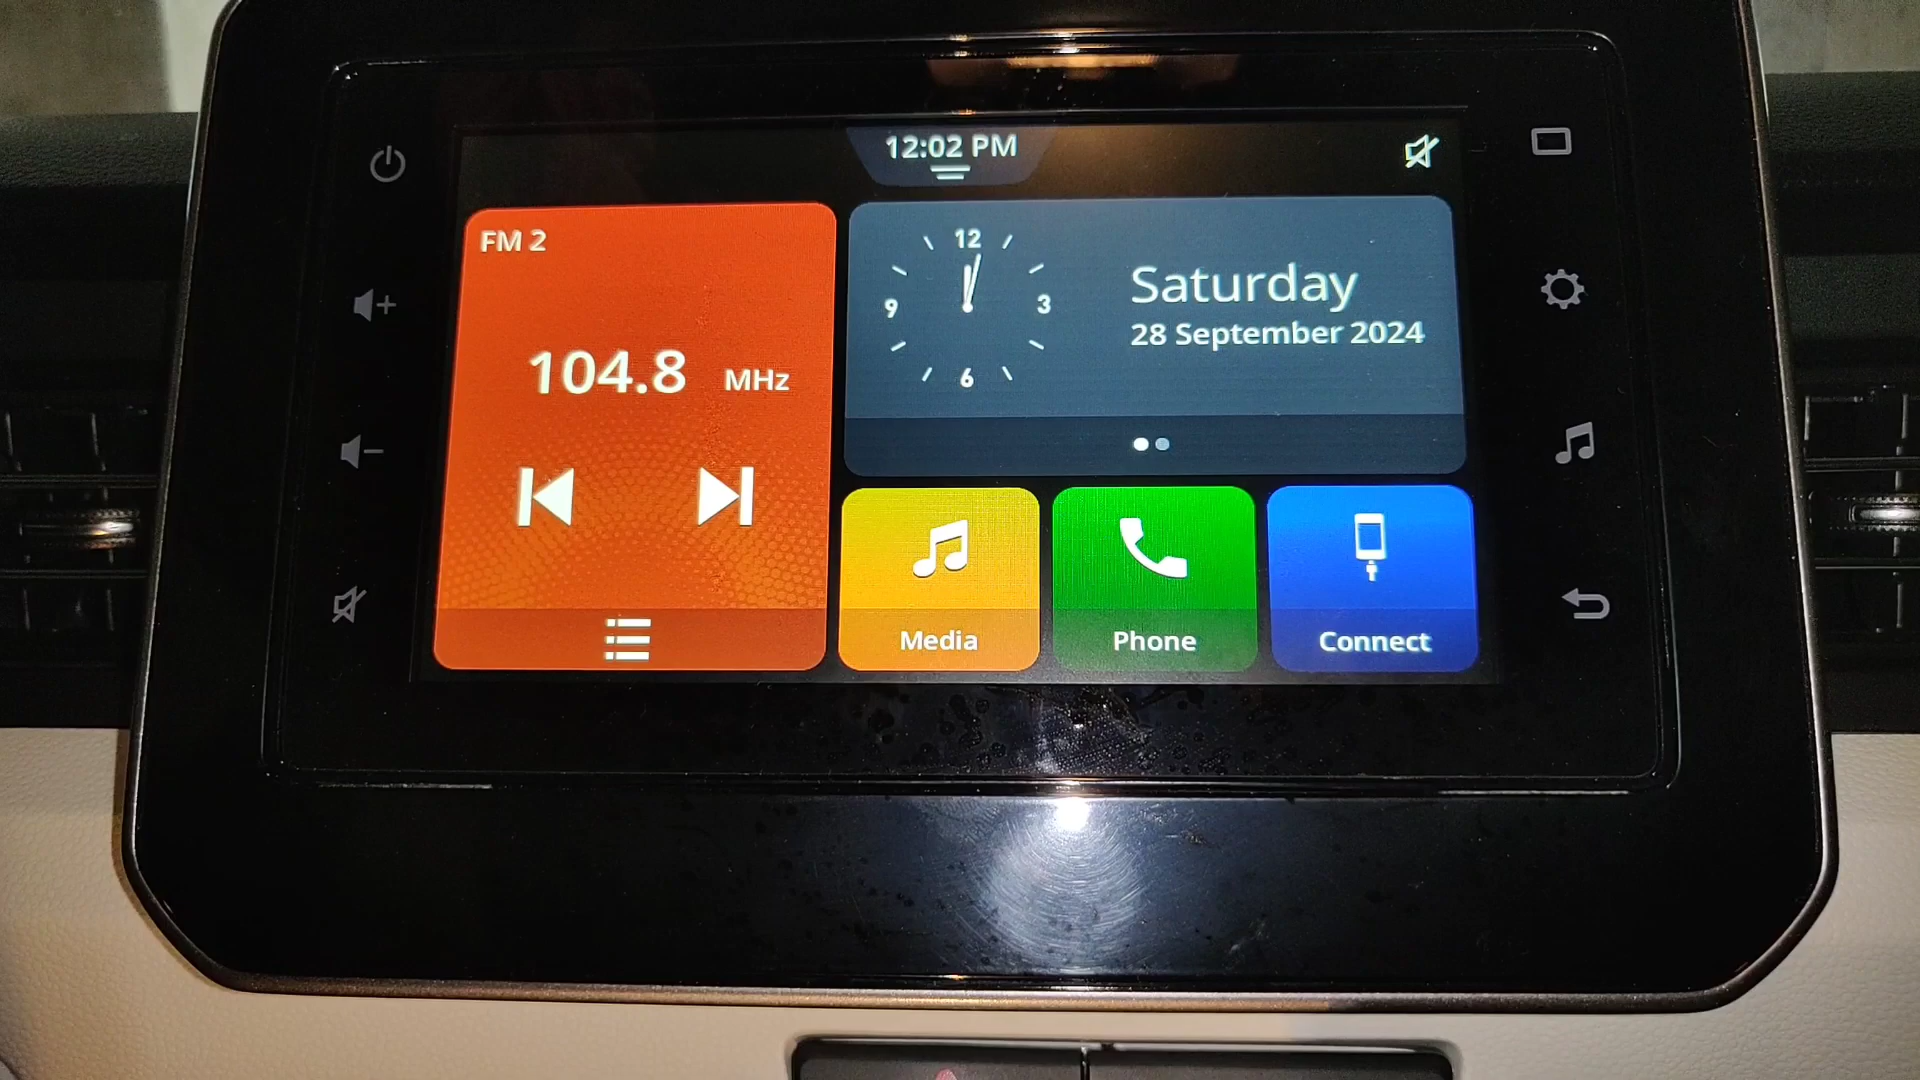 12:02 PM
FM 2
104.8 MHz
12
3
6
9
Saturday
28 September 2024
Media
Phone
Connect